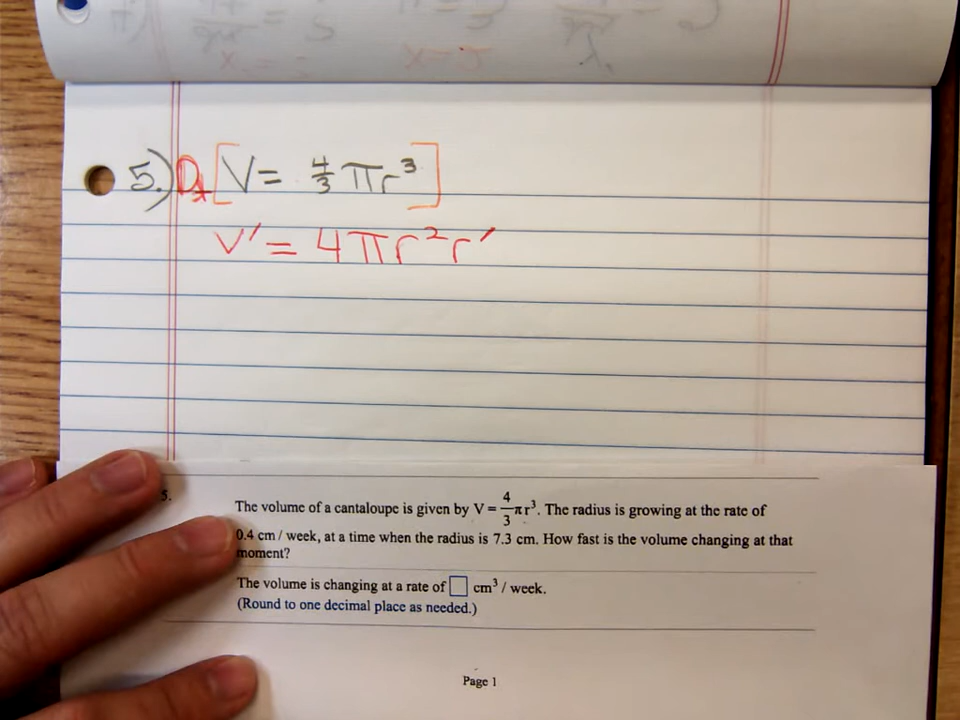 5.) Dₜ[V = 4/3 πr³]
V′ = 4πr²r′
5.
The volume of a cantaloupe is given by V = 4/3 πr³. The radius is growing at the rate of
0.4 cm / week, at a time when the radius is 7.3 cm. How fast is the volume changing at that
moment?
The volume is changing at a rate of □ cm³ / week.
(Round to one decimal place as needed.)
Page 1